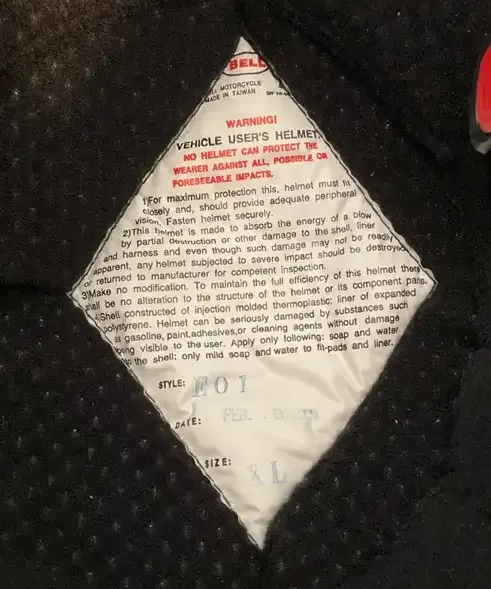 BELL
MOTORCYCLE
MADE IN TAIWAN
WARNING!
VEHICLE USER'S HELMET.
NO HELMET CAN PROTECT THE
WEARER AGAINST ALL, POSSIBLE OR
FORESEEABLE IMPACTS.
1)For maximum protection this, helmet must fit
closely and, should provide adequate peripheral
vision, Fasten helmet securely.
2)This helmet is made to absorb the energy of a blow
by partial destruction or other damage to the shell, liner
and harness and even though such damage may not be readily
apparent, any helmet subjected to severe impact should be destroyed
or returned to manufacturer for competent inspection.
3)Make no modification. To maintain the full efficiency of this helmet there
shall be no alteration to the structure of the helmet or its component pans.
Shell constructed of injection molded thermoplastic: liner of expanded
polystyrene. Helmet can be seriously damaged by substances such
as gasoline, paint,adhesives,or cleaning agents without damage
being visible to the user. Apply only following: soap and water
to the shell: only mild soap and water to fit-pads and liner.
STYLE: E01
DATE: FEB.
SIZE: XL